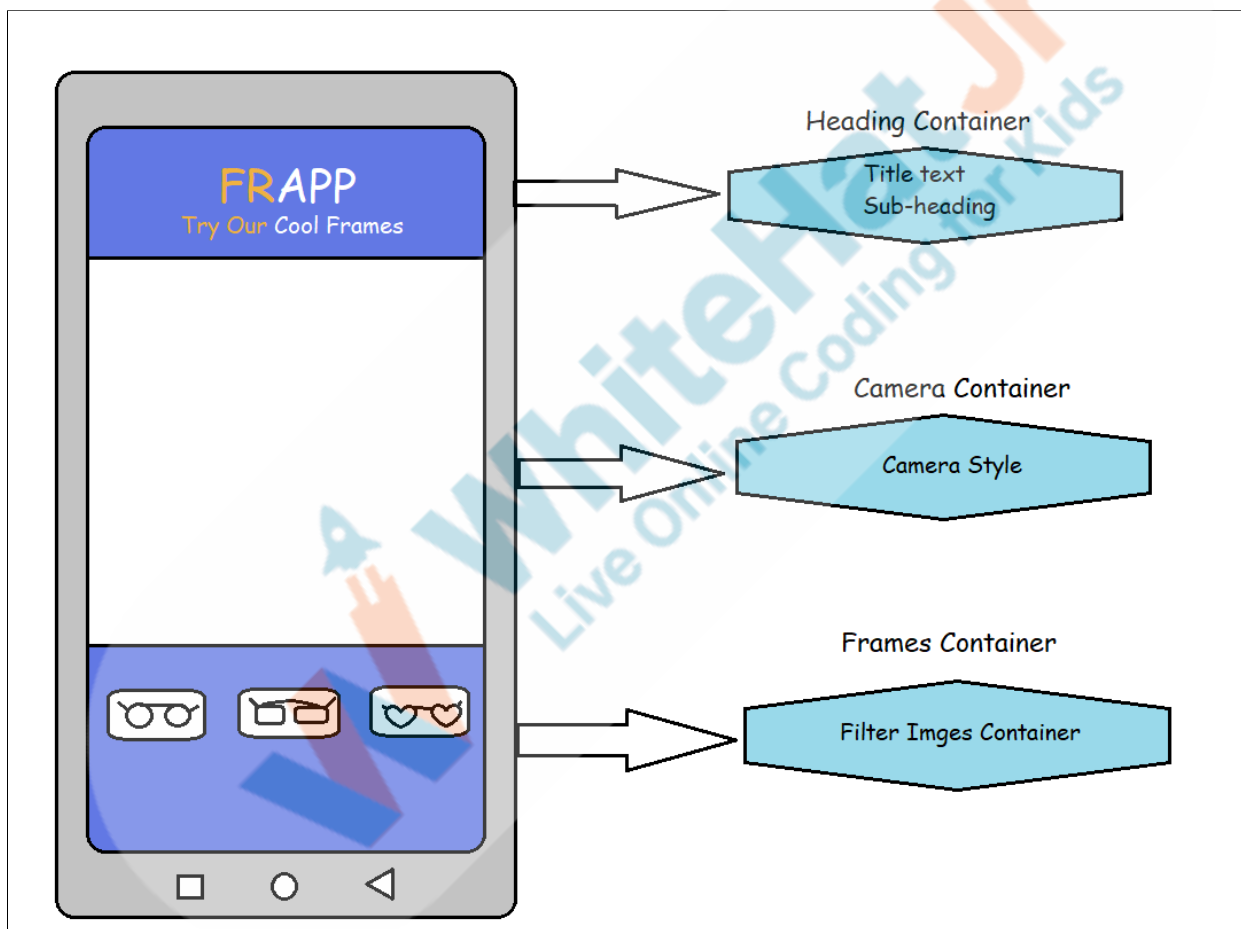 FRAPP
Try Our Cool Frames
Heading Container
Title text
Sub-heading
Camera Container
Camera Style
Frames Container
Filter Imges Container
WhiteHat Jr
Live Online Coding for Kids